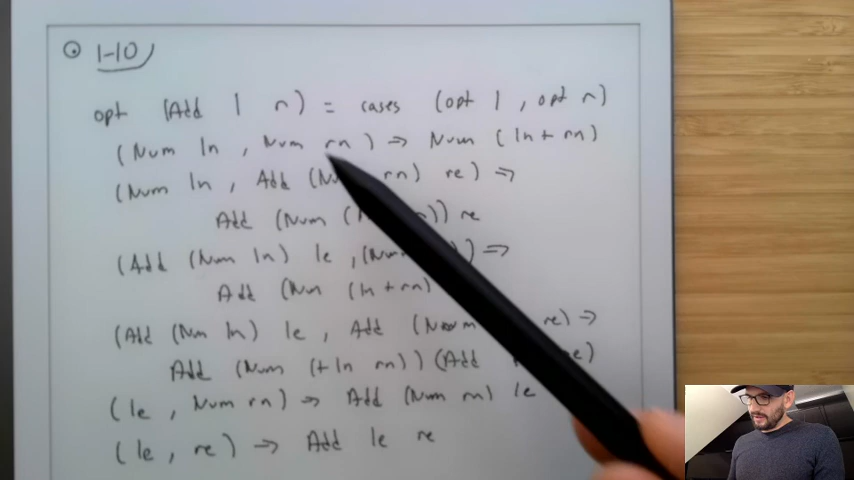 1-10
opt (Add l r) = cases (opt l, opt r)
(Num ln, Num rn) ⇒ Num (ln + rn)
(Num ln, Add ( rn) re) ⇒
Add (Num ( )) re
(Add (Num ln) le, ( )) ⇒
Add (Num (ln + rn)
(Add (Num ln) le, Add (Num re) ⇒
Add (Num (+ ln rn)) (Add )
(le, Num rn) ⇒ Add (Num rn) le
(le, re) ⇒ Add le re